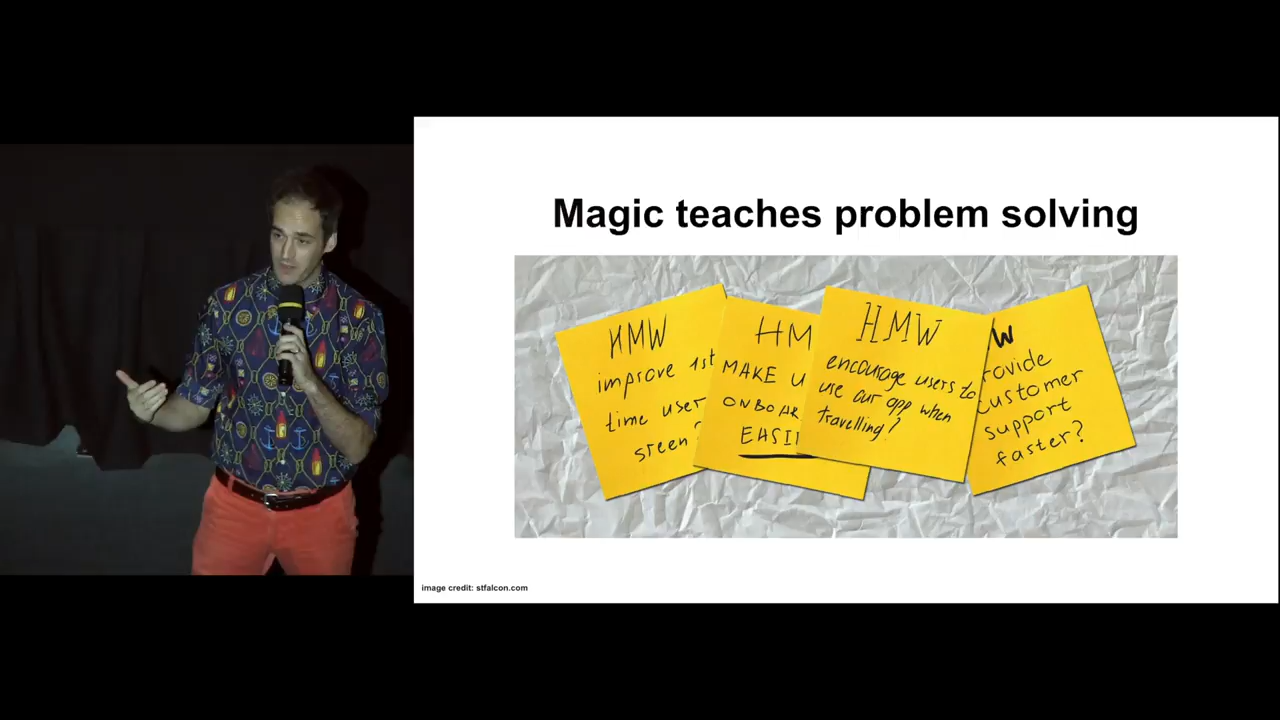 Magic teaches problem solving
HMW
improve 1st
time user
sreen?
HM
MAKE U
ONBOAR
EASI
HMW
encourage users to
use our app when
travelling?
W
rovide
customer
support
faster?
image credit: stfalcon.com